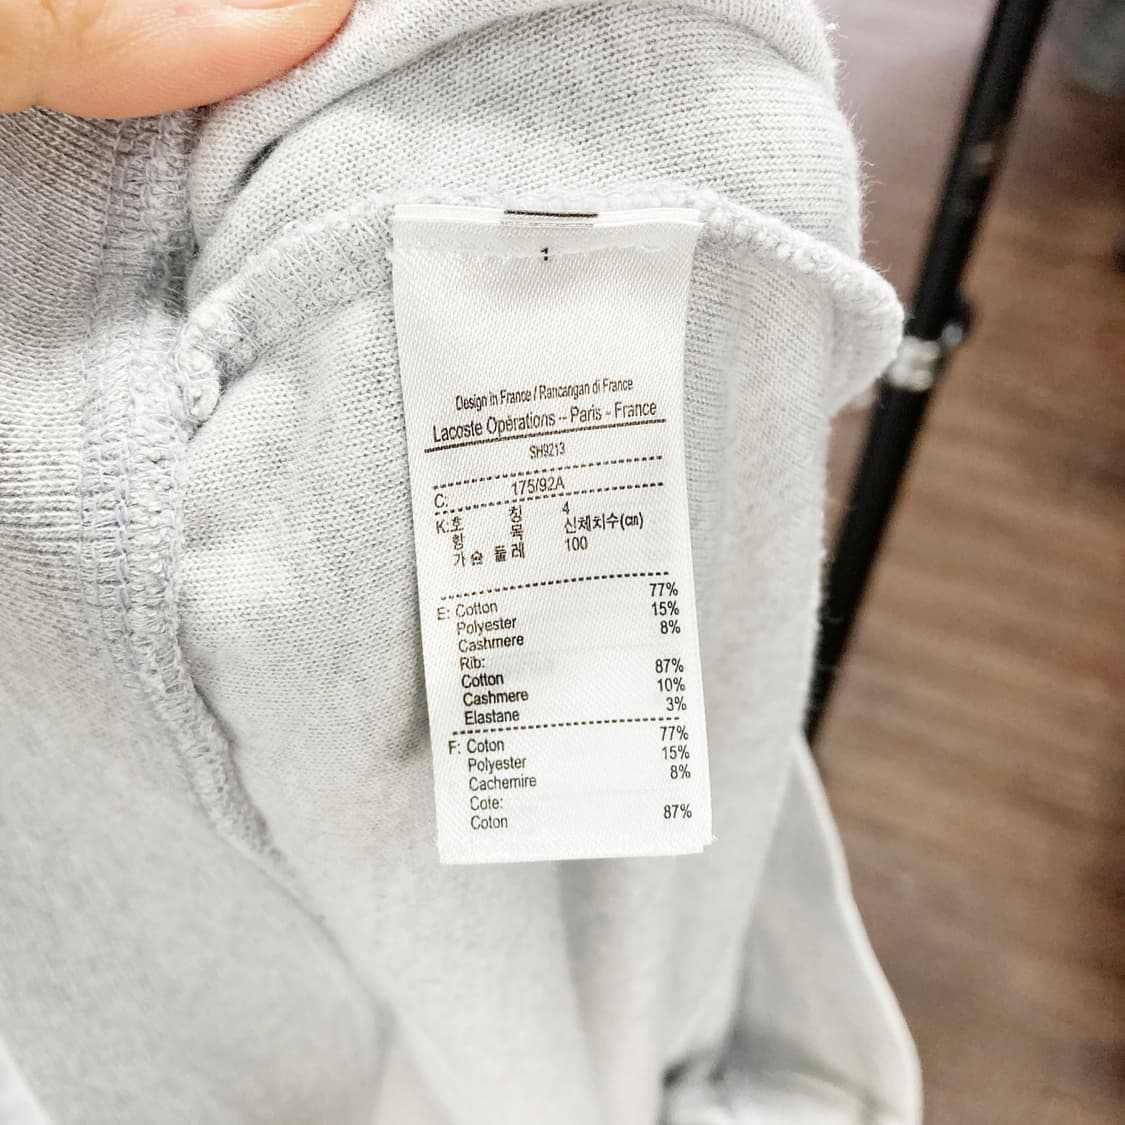 1
Design in France / Rancangan di France
Lacoste Opérations – Paris - France
SH9213
C: 175/92A
K: 호 칭 4
항 목 신체치수(㎝)
가슴 둘레 100
E: Cotton 77%
Polyester 15%
Cashmere 8%
Rib:
Cotton 87%
Cashmere 10%
Elastane 3%
F: Coton 77%
Polyester 15%
Cachemire 8%
Cote:
Coton 87%